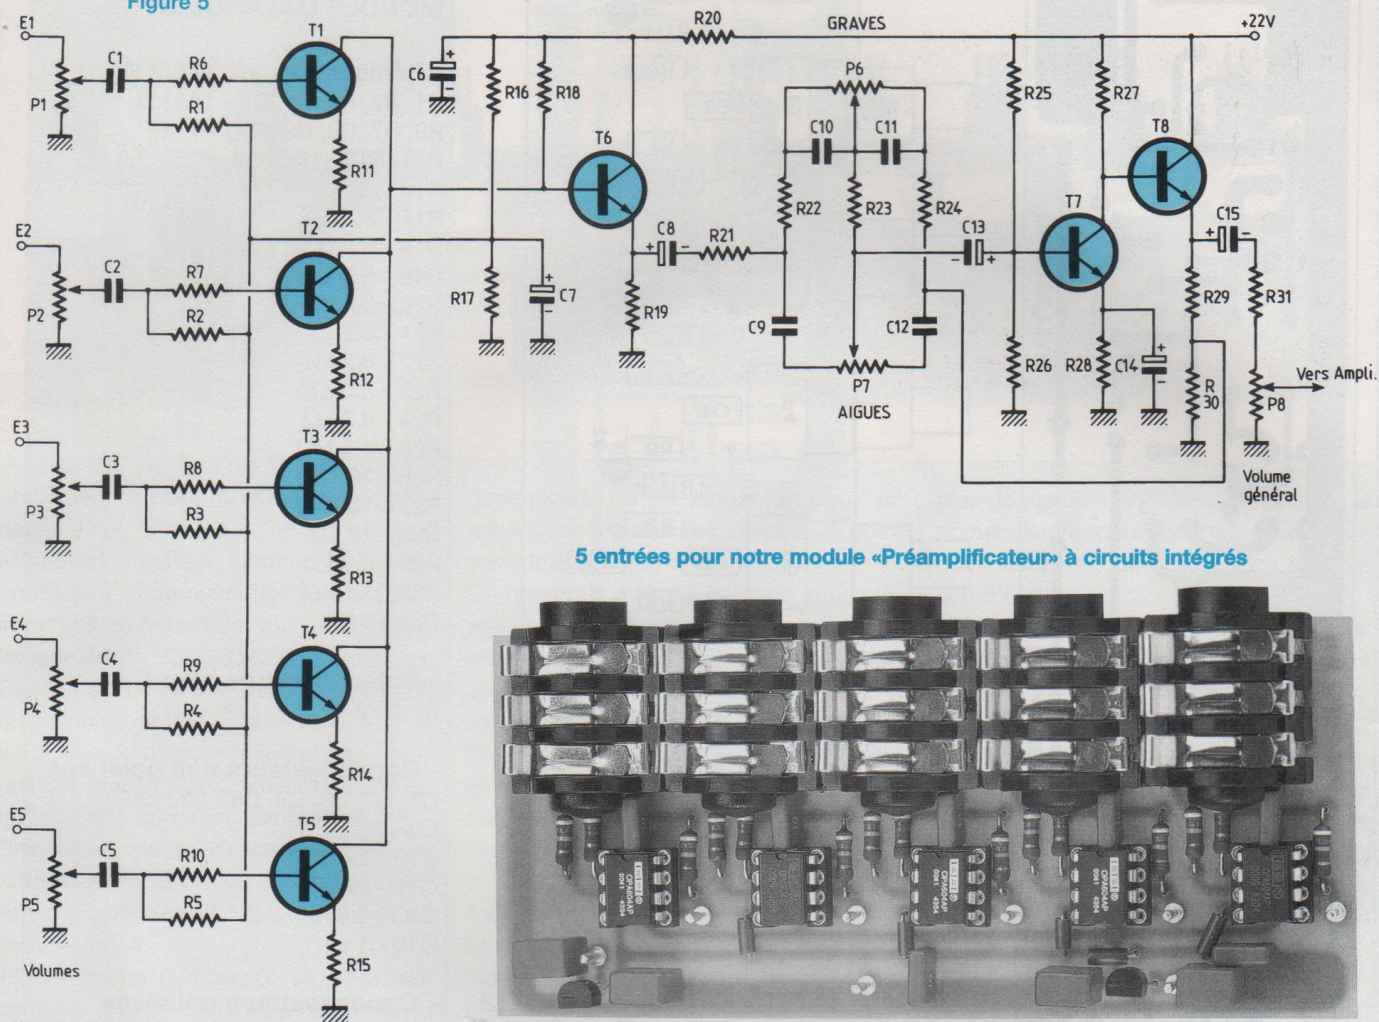 Figure 5
E1
P1
C1
R6
R1
T1
R11
E2
P2
C2
R7
R2
T2
R12
E3
P3
C3
R8
R3
T3
R13
E4
P4
C4
R9
R4
T4
R14
E5
P5
C5
R10
R5
T5
R15
Volumes
C6
+
-
R16
R18
R17
+
-
C7
T6
R19
+
C8
-
R21
R20
GRAVES
P6
C10
C11
R22
R23
R24
C9
C12
P7
AIGUES
C13
-
+
R25
R26
R27
T7
R28
C14
+
-
T8
+22V
+
C15
-
R29
R
30
R31
P8
Vers Ampli.
Volume
général
5 entrées pour notre module «Préamplificateur» à circuits intégrés
OPA604AP
OPA604AP
OPA604AP